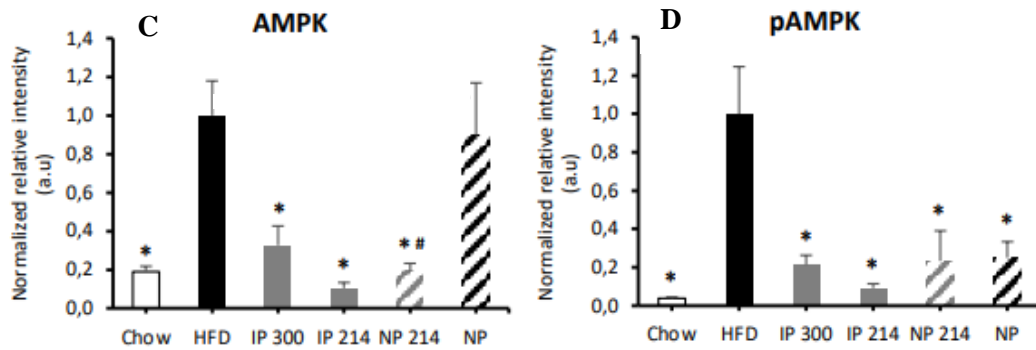 C
AMPK
Normalized relative intensity
(a.u)
1,4
1,2
1,0
0,8
0,6
0,4
0,2
0,0
*
*
*
* #
Chow HFD IP 300 IP 214 NP 214 NP
D
pAMPK
Normalized relative intensity
(a.u)
1,4
1,2
1,0
0,8
0,6
0,4
0,2
0,0
*
*
*
*
*
Chow HFD IP 300 IP 214 NP 214 NP